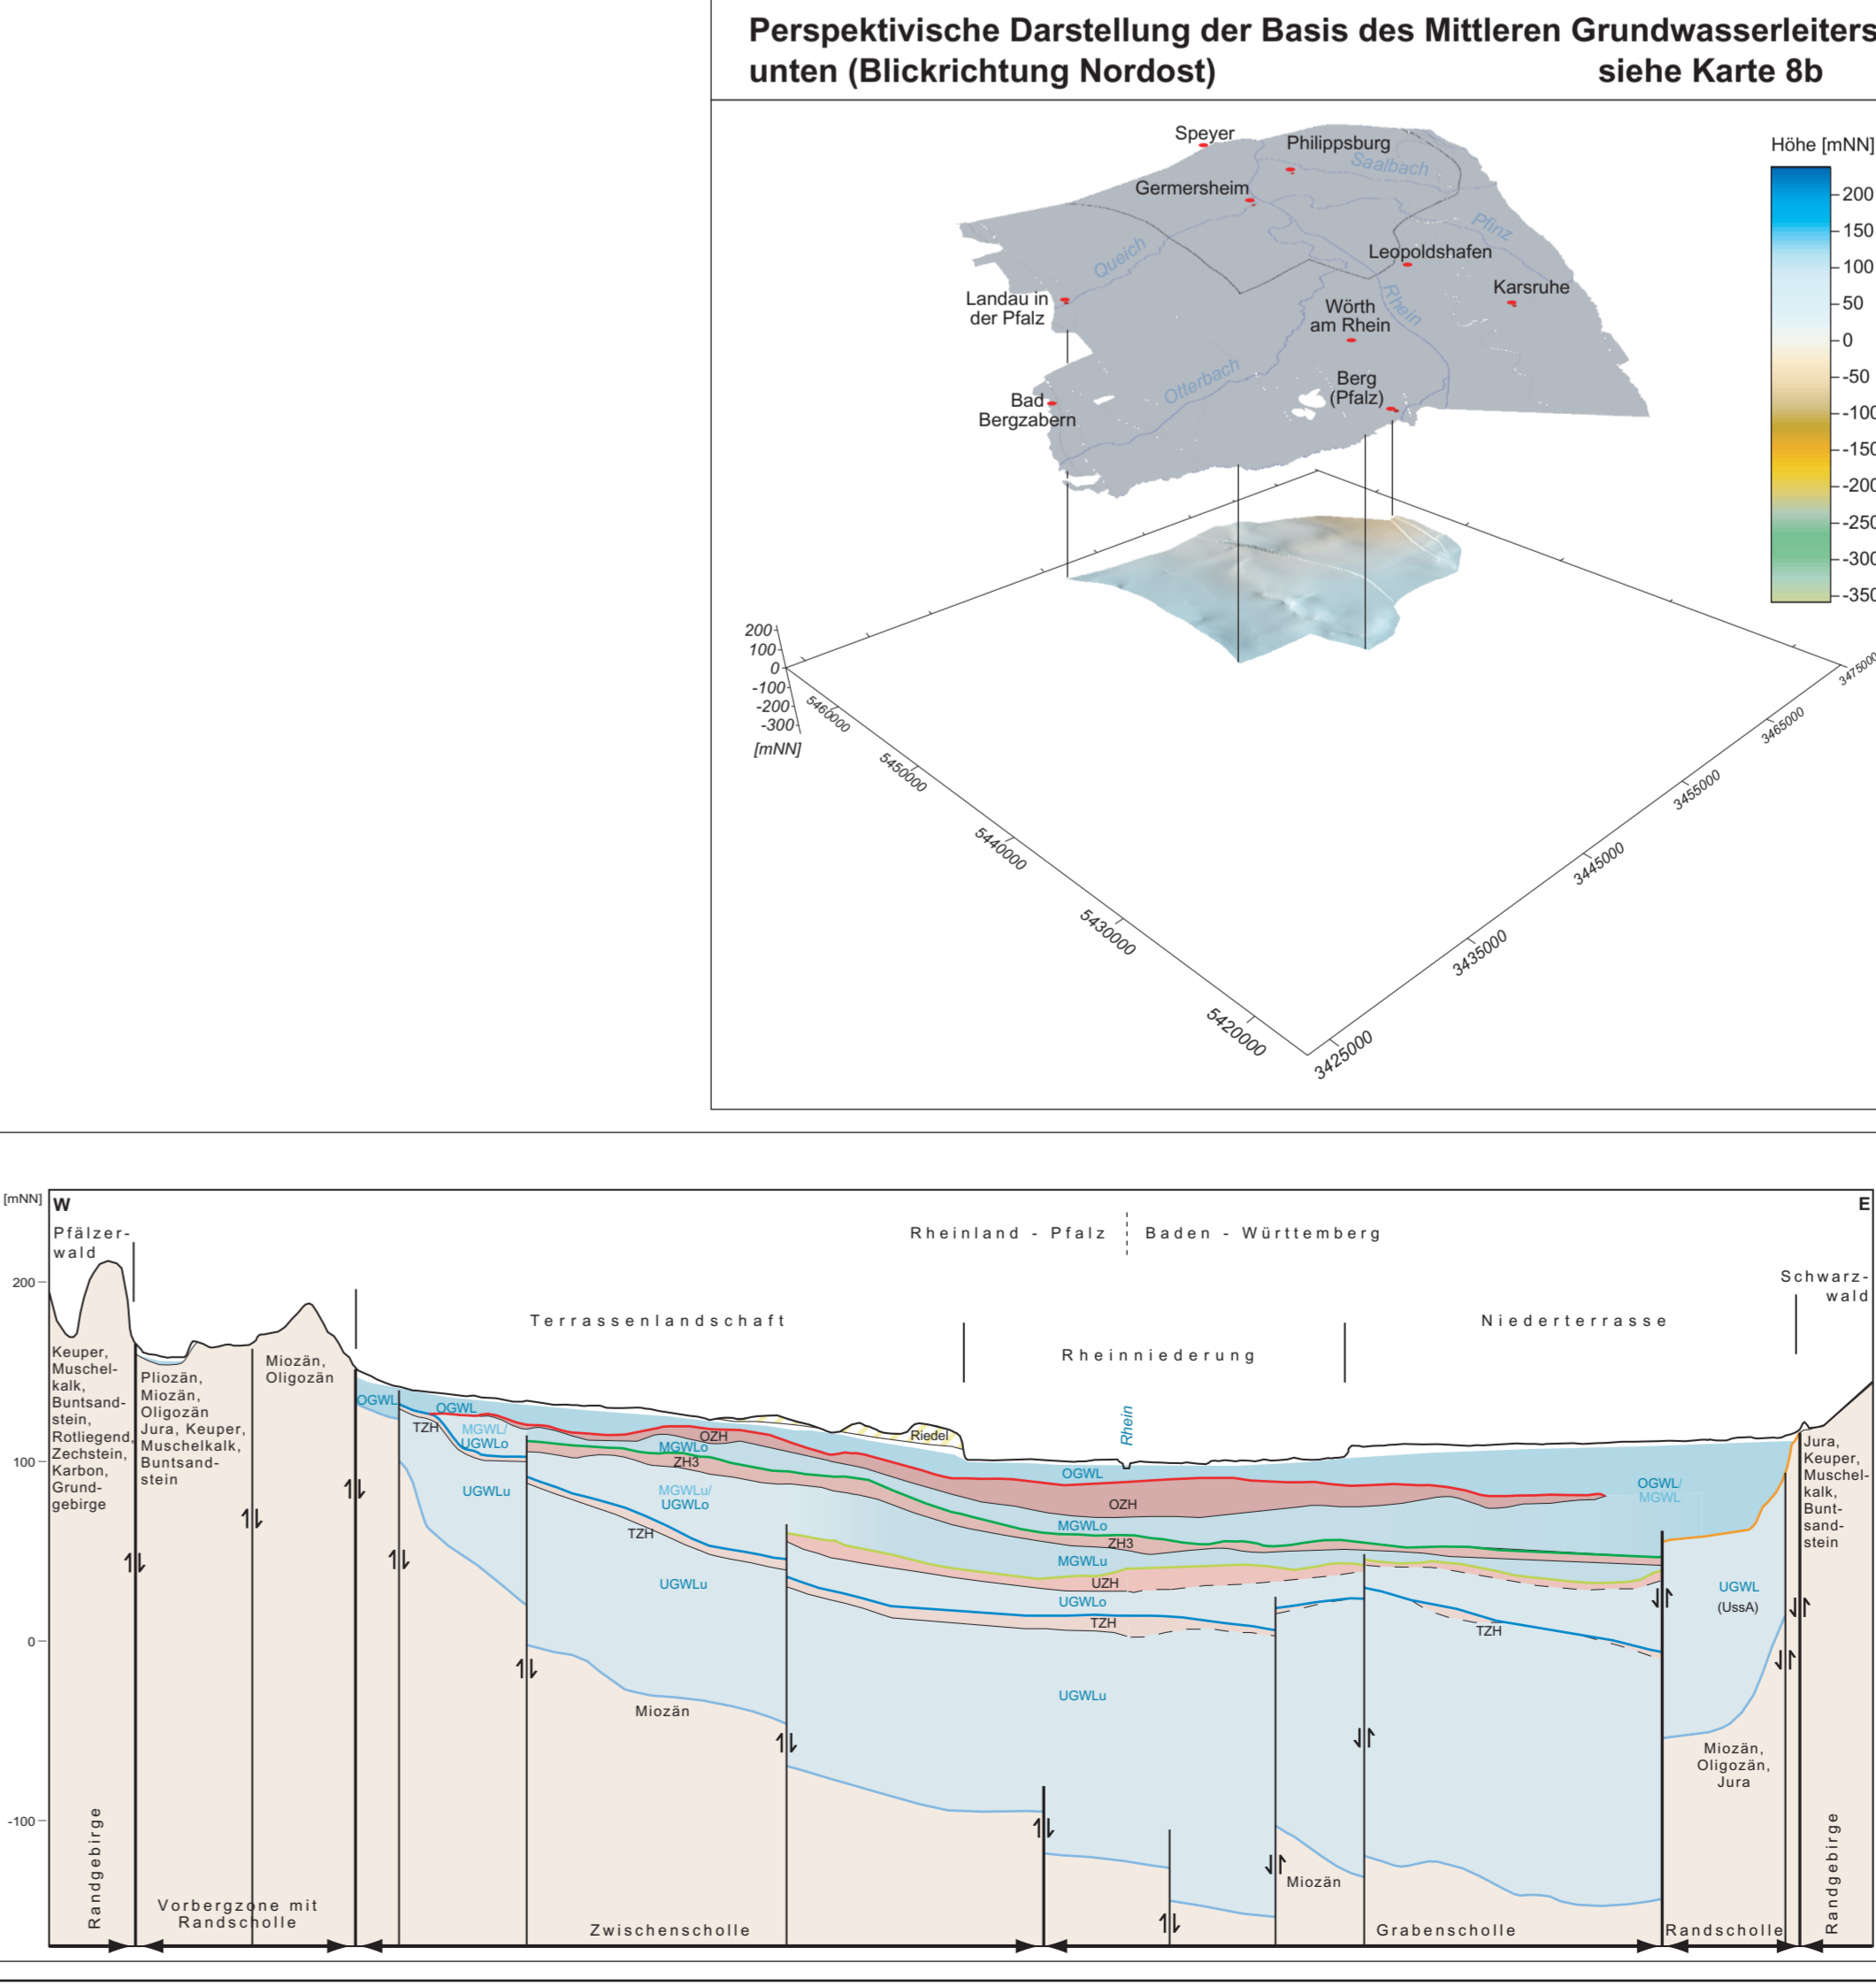 Perspektivische Darstellung der Basis des Mittleren Grundwasserleiters
unten (Blickrichtung Nordost) siehe Karte 8b
Höhe [mNN]
200
150
100
50
0
-50
-100
-150
-200
-250
-300
-350
Speyer
Philippsburg
Saalbach
Germersheim
Pfinz
Queich
Leopoldshafen
Landau in
der Pfalz
Karsruhe
Rhein
Wörth
am Rhein
Otterbach
Berg
(Pfalz)
Bad
Bergzabern
200
100
0
-100
-200
-300
[mNN]
5460000
5450000
5440000
5430000
5420000
3425000
3435000
3445000
3455000
3465000
3475000
[mNN]
W
E
Pfälzer-
wald
Rheinland - Pfalz
Baden - Württemberg
Schwarz-
wald
200
100
0
-100
Terrassenlandschaft
Rheinniederung
Niederterrasse
Keuper,
Muschel-
kalk,
Buntsand-
stein,
Rotliegend,
Zechstein,
Karbon,
Grund-
gebirge
Pliozän,
Miozän,
Oligozän
Jura, Keuper,
Muschelkalk,
Buntsand-
stein
Miozän,
Oligozän
OGWL
TZH
OGWL
MGWL/
UGWLo
UGWLu
OZH
MGWLo
ZH3
MGWLu/
UGWLo
TZH
UGWLu
Miozän
Riedel
Rhein
OGWL
OZH
MGWLo
ZH3
MGWLu
UZH
UGWLo
TZH
UGWLu
Miozän
TZH
OGWL/
MGWL
UGWL
(UssA)
Miozän,
Oligozän,
Jura
Jura,
Keuper,
Muschel-
kalk,
Bunt-
sand-
stein
Randgebirge
Vorbergzone mit
Randscholle
Zwischenscholle
Grabenscholle
Randscholle
Randgebirge